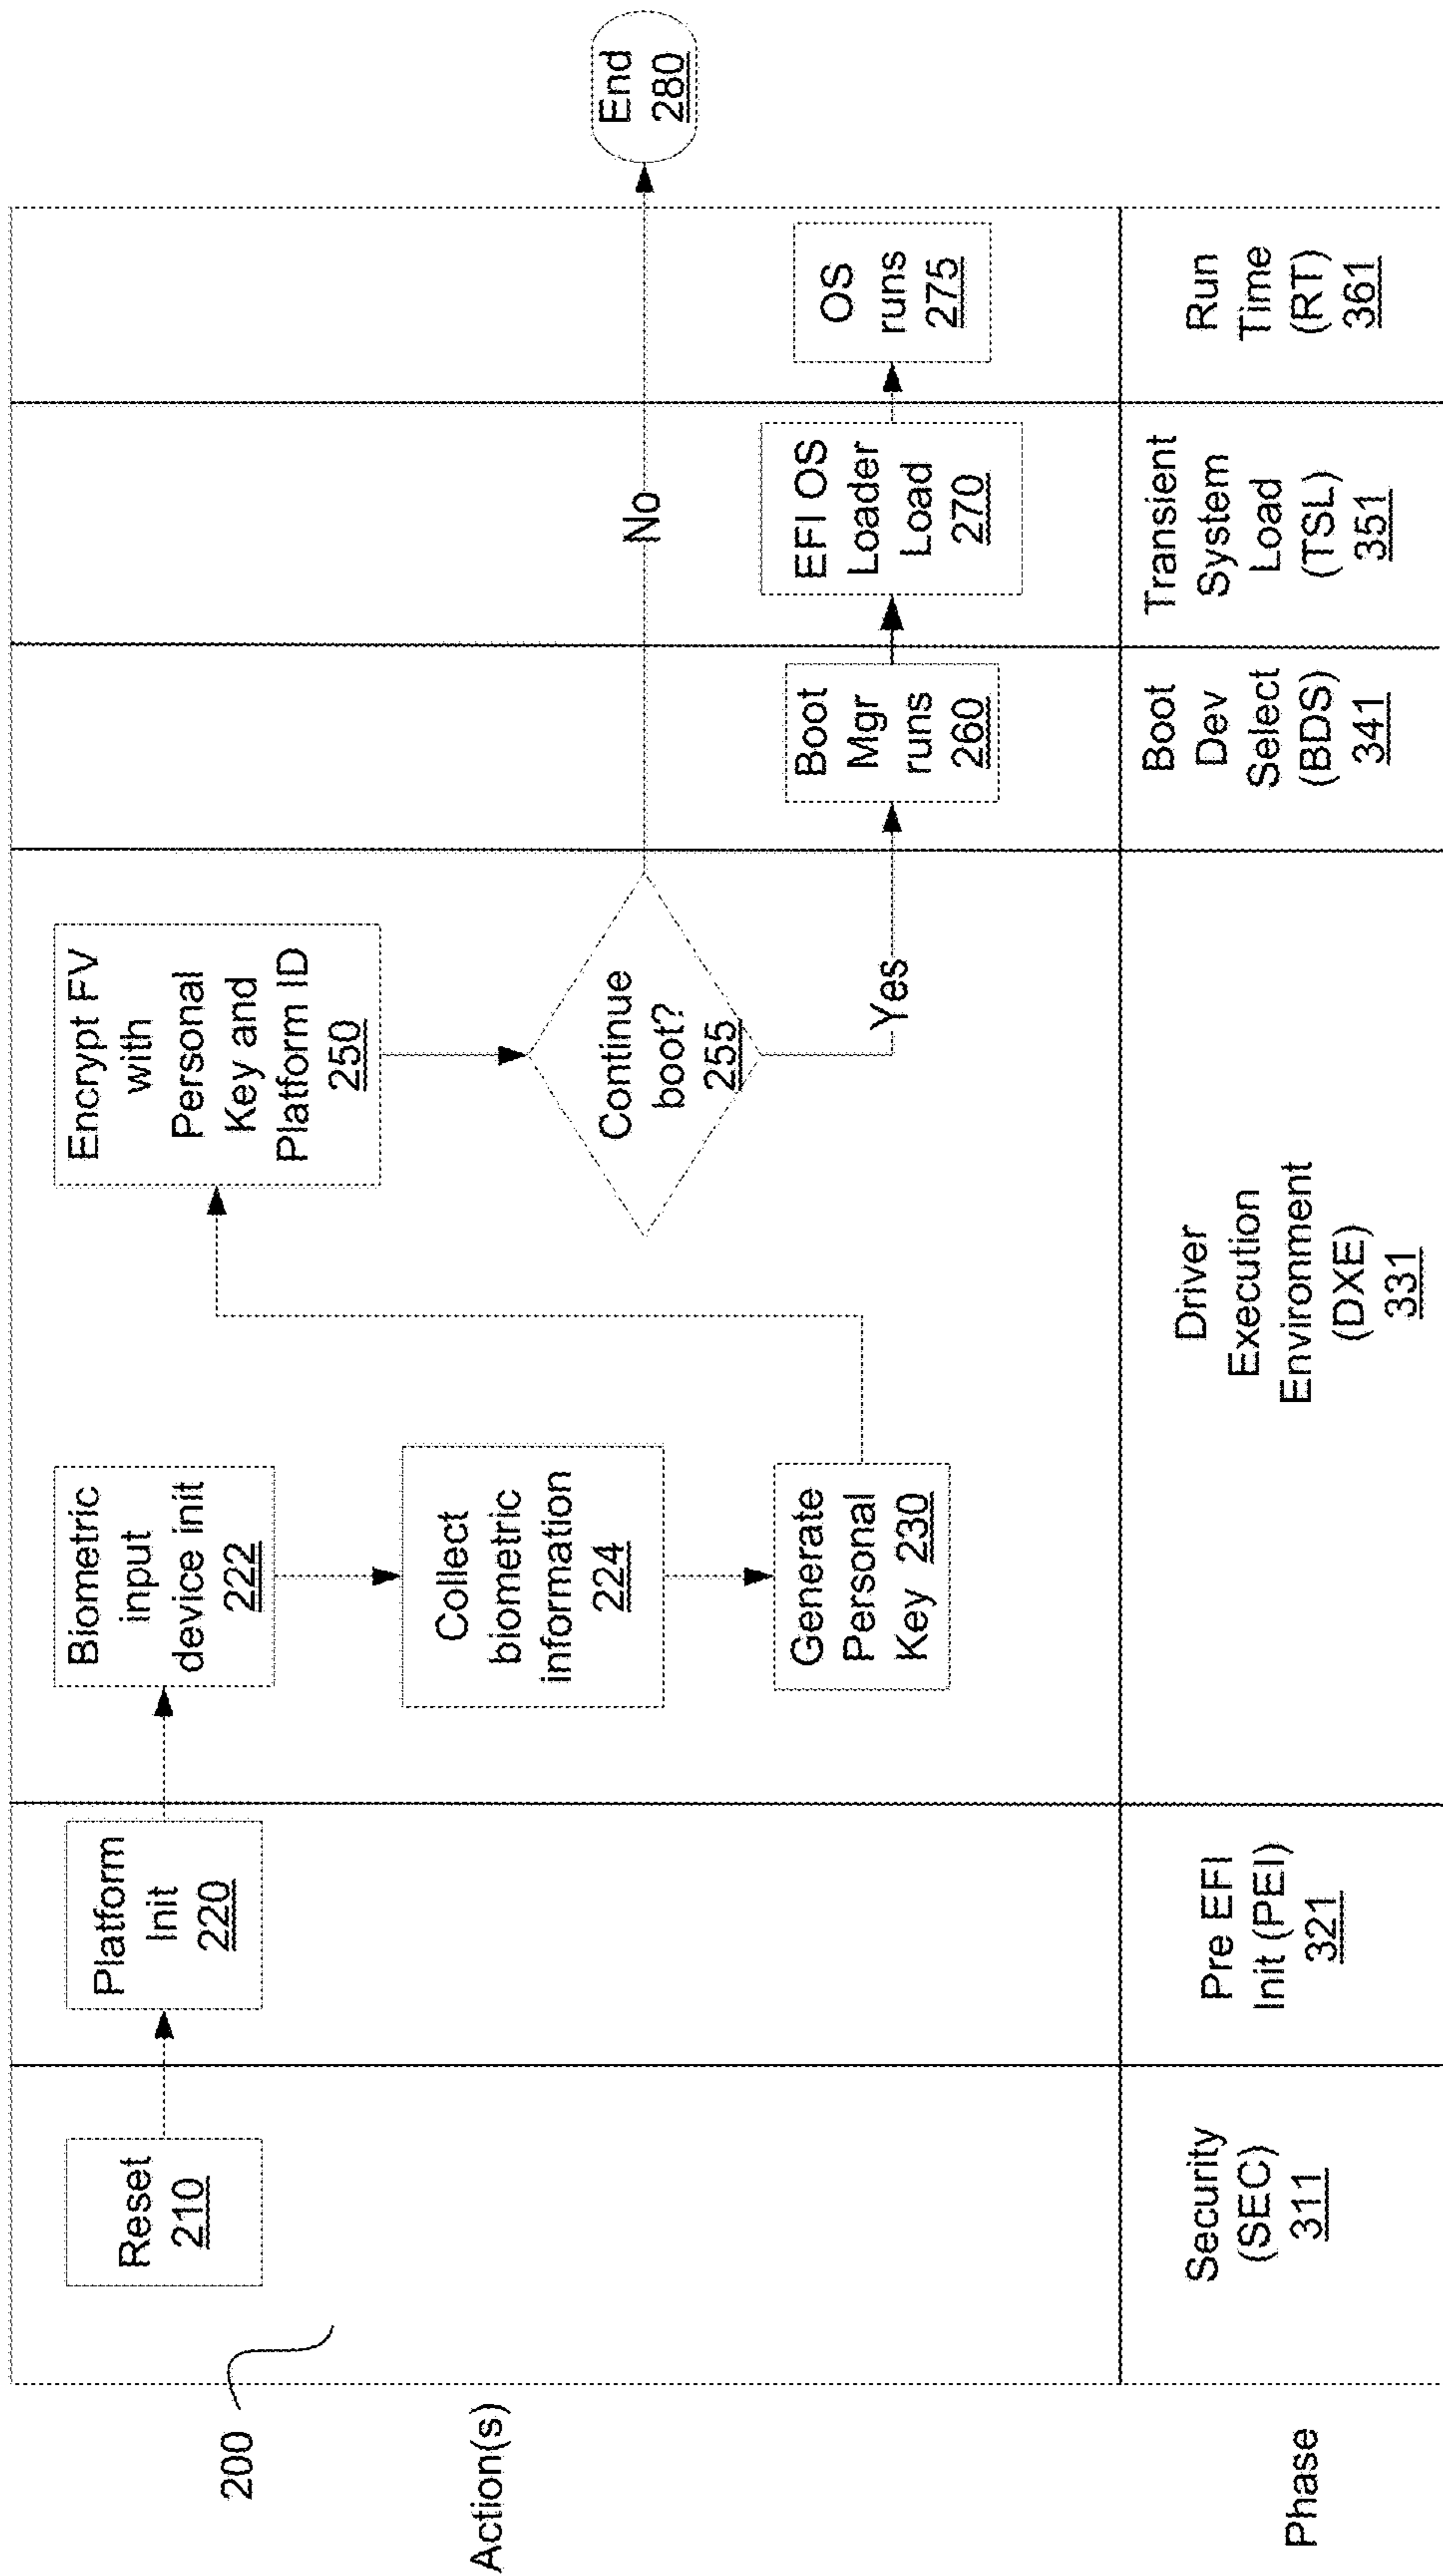 200
Action(s)
Reset
210
Platform
Init
220
Biometric
input
device init
222
Collect
biometric
information
224
Generate
Personal
Key 230
Encrypt FV
with
Personal
Key and
Platform ID
250
Continue
boot?
255
Yes
No
Boot
Mgr
runs
260
EFI OS
Loader
Load
270
OS
runs
275
End
280
Phase
Security
(SEC)
311
Pre EFI
Init (PEI)
321
Driver
Execution
Environment
(DXE)
331
Boot
Dev
Select
(BDS)
341
Transient
System
Load
(TSL)
351
Run
Time
(RT)
361